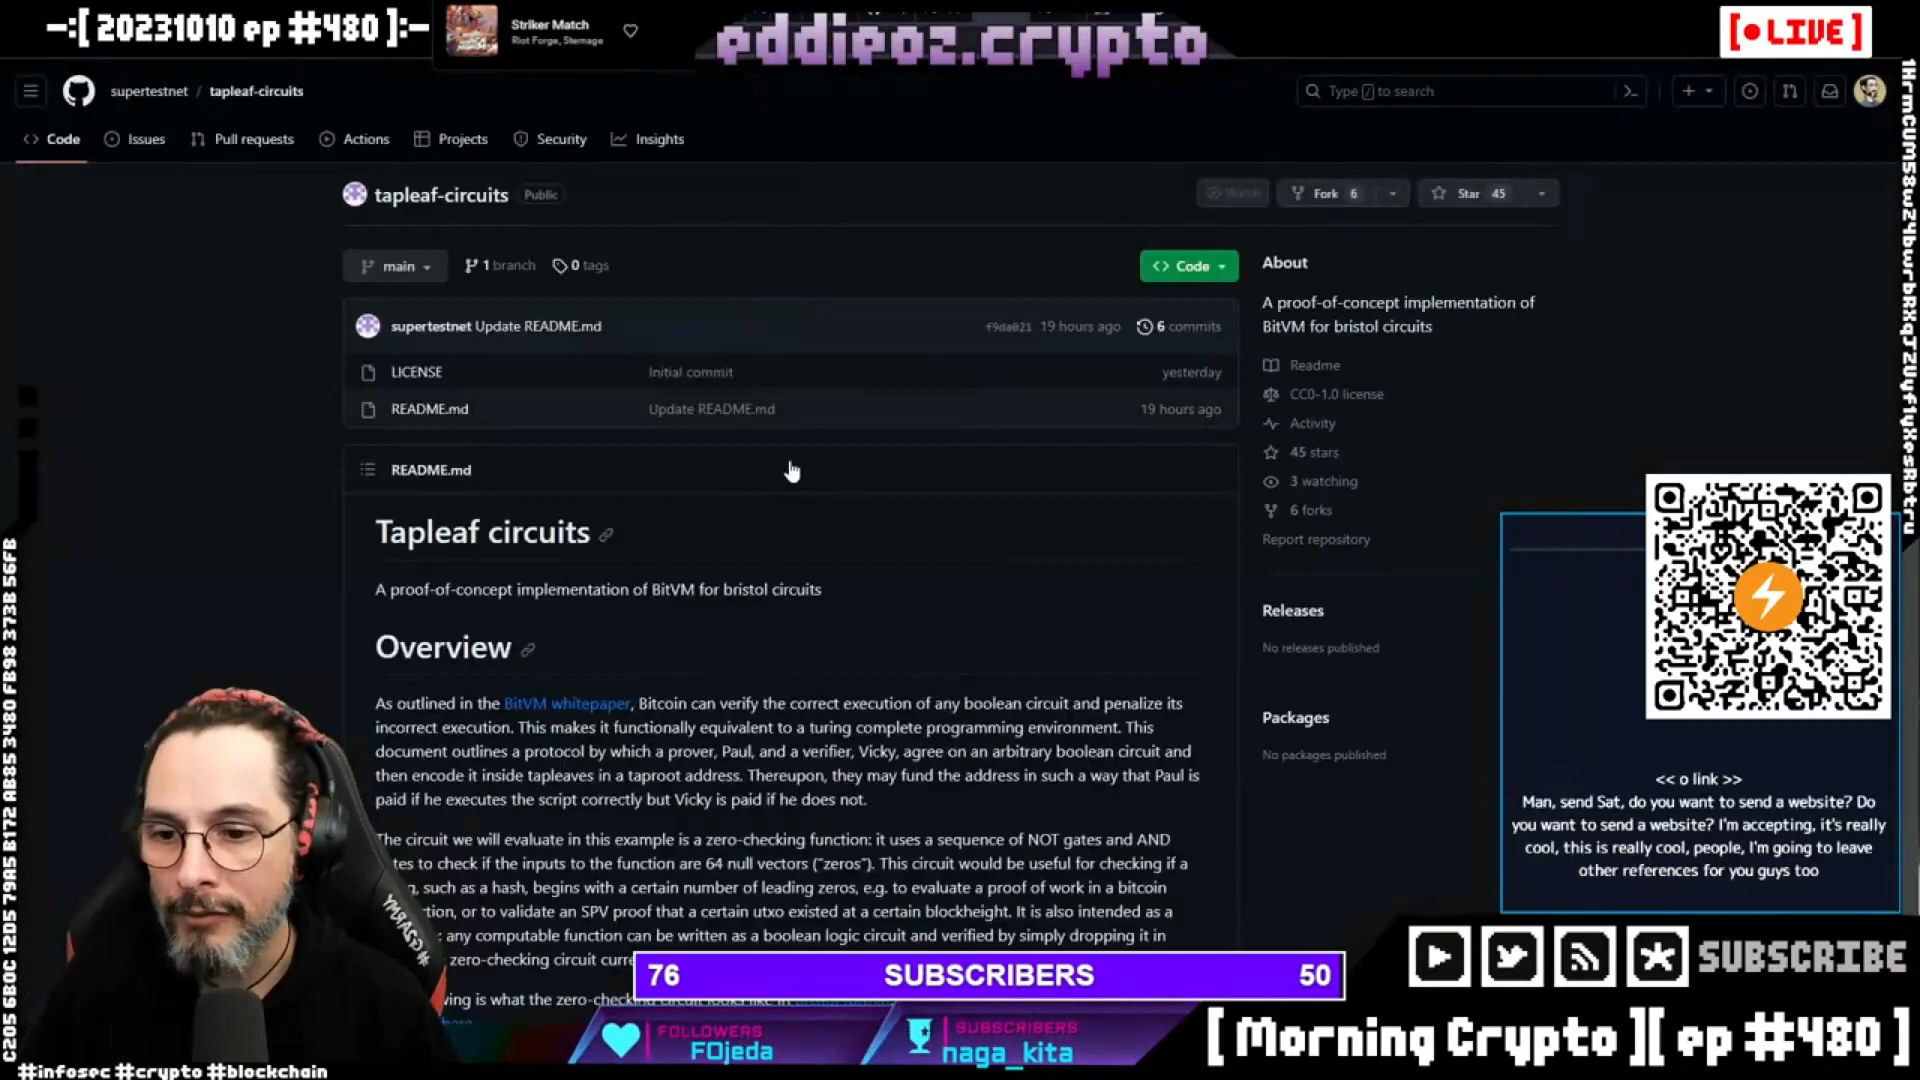 -:[ 20231010 ep #480 ]:-
Striker Match
Riot Forge, Stemage
eddieoz.crypto
[ LIVE ]
supertestnet / tapleaf-circuits
Type / to search
Code Issues Pull requests Actions Projects Security Insights
tapleaf-circuits Public
Fork 6
Star 45
main
1 branch
0 tags
Code
About
A proof-of-concept implementation of
BitVM for bristol circuits
supertestnet Update README.md
f9da021 19 hours ago
6 commits
LICENSE Initial commit yesterday
README.md Update README.md 19 hours ago
Readme
CC0-1.0 license
Activity
45 stars
3 watching
6 forks
Report repository
README.md
Tapleaf circuits
A proof-of-concept implementation of BitVM for bristol circuits
Overview
As outlined in the BitVM whitepaper, Bitcoin can verify the correct execution of any boolean circuit and penalize its
incorrect execution. This makes it functionally equivalent to a turing complete programming environment. This
document outlines a protocol by which a prover, Paul, and a verifier, Vicky, agree on an arbitrary boolean circuit and
then encode it inside tapleaves in a taproot address. Thereupon, they may fund the address in such a way that Paul is
paid if he executes the script correctly but Vicky is paid if he does not.
The circuit we will evaluate in this example is a zero-checking function: it uses a sequence of NOT gates and AND
to check if the inputs to the function are 64 null vectors ("zeros"). This circuit would be useful for checking if a
such as a hash, begins with a certain number of leading zeros, e.g. to evaluate a proof of work in a bitcoin
or to validate an SPV proof that a certain utxo existed at a certain blockheight. It is also intended as a
any computable function can be written as a boolean logic circuit and verified by simply dropping it in
zero-checking circuit
is what the
Releases
No releases published
Packages
No packages published
<< o link >>
Man, send Sat, do you want to send a website? Do
you want to send a website? I'm accepting, it's really
cool, this is really cool, people, I'm going to leave
other references for you guys too
76 SUBSCRIBERS 50
FOLLOWERS
FOjeda
SUBSCRIBERS
naga_kita
SUBSCRIBE
[ Morning Crypto ][ ep #480 ]
#infosec #crypto #blockchain
C205 6B0C 1205 79A5 B172 AB85 3480 FB98 373B 56FB